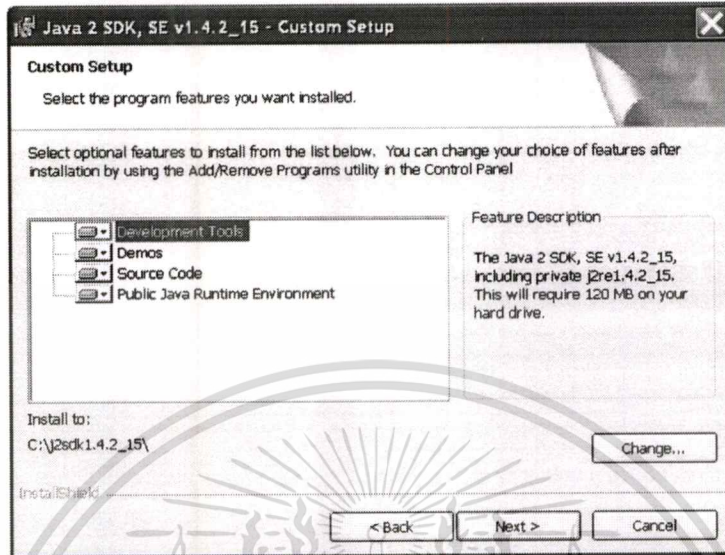 Java 2 SDK, SE v1.4.2_15 - Custom Setup
Custom Setup
Select the program features you want installed.
Select optional features to install from the list below. You can change your choice of features after
installation by using the Add/Remove Programs utility in the Control Panel
Development Tools
Demos
Source Code
Public Java Runtime Environment
Feature Description
The Java 2 SDK, SE v1.4.2_15,
including private j2re1.4.2_15.
This will require 120 MB on your
hard drive.
Install to:
C:\j2sdk1.4.2_15\
Change...
InstallShield
< Back
Next >
Cancel